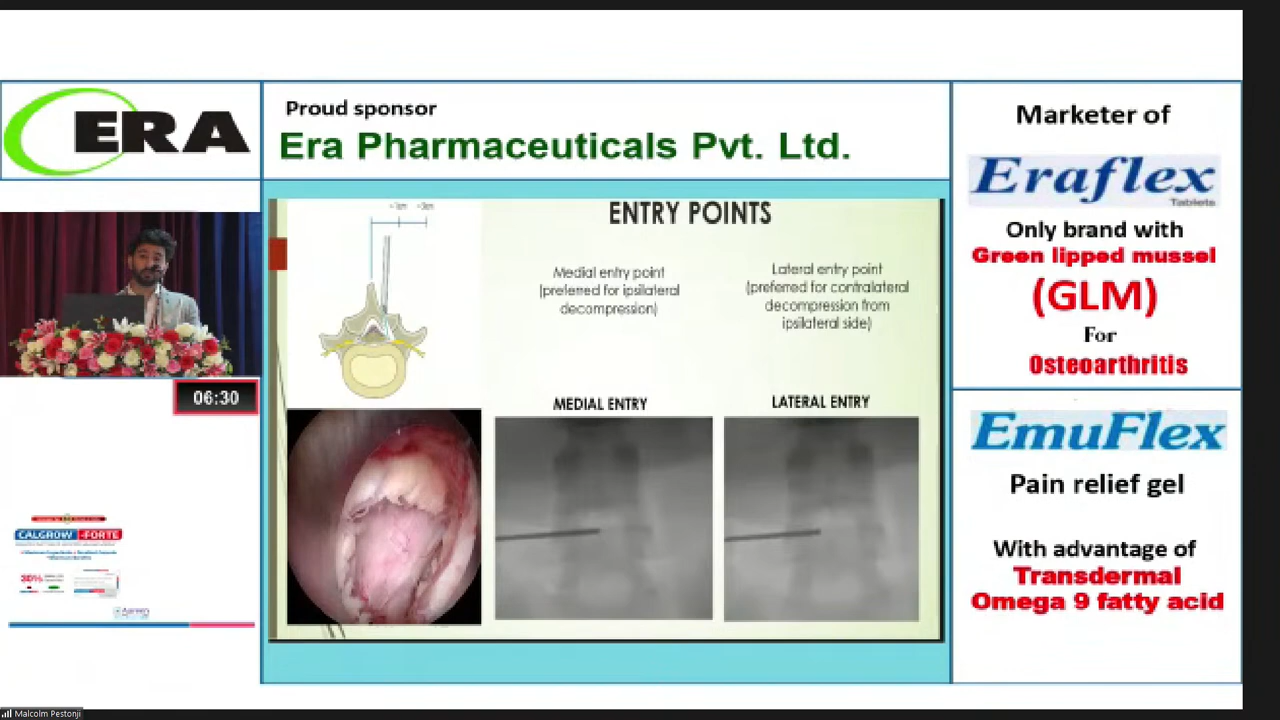 ERA
Proud sponsor
Era Pharmaceuticals Pvt. Ltd.
06:30
CALGROW -FORTE
ENTRY POINTS
Medial entry point
(preferred for ipsilateral
decompression)
Lateral entry point
(preferred for contralateral
decompression from
ipsilateral side)
MEDIAL ENTRY
LATERAL ENTRY
Marketer of
Eraflex
Tablets
Only brand with
Green lipped mussel
(GLM)
For
Osteoarthritis
EmuFlex
Pain relief gel
With advantage of
Transdermal
Omega 9 fatty acid
Malcolm Pestonji